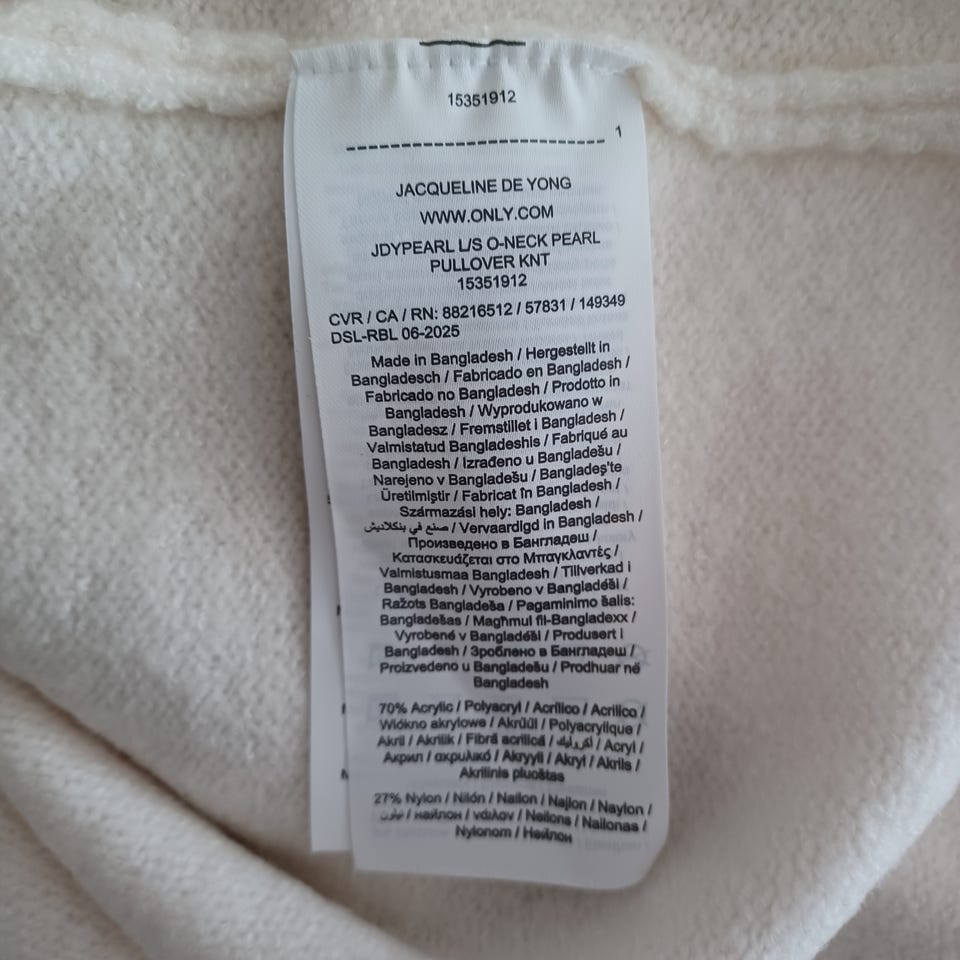 15351912
1
JACQUELINE DE YONG
WWW.ONLY.COM
JDYPEARL L/S O-NECK PEARL
PULLOVER KNT
15351912
CVR / CA / RN: 88216512 / 57831 / 149349
DSL-RBL 06-2025
Made in Bangladesh / Hergestellt in
Bangladesch / Fabricado en Bangladesh /
Fabricado no Bangladesh / Prodotto in
Bangladesh / Wyprodukowano w
Bangladesz / Fremstillet i Bangladesh /
Valmistatud Bangladeshis / Fabriqué au
Bangladesh / Izrađeno u Bangladešu /
Narejeno v Bangladešu / Bangladeş'te
Üretilmiştir / Fabricat în Bangladesh /
Származási hely: Bangladesh /
صنع في بنكلاديش / Vervaardigd in Bangladesh /
Произведено в Бангладеш /
Κατασκευάζεται στο Μπαγκλαντές /
Valmistusmaa Bangladesh / Tillverkad i
Bangladesh / Vyrobeno v Bangladéši /
Ražots Bangladeša / Pagaminimo šalis:
Bangladešas / Magħmul fil-Bangladexx /
Vyrobené v Bangladéši / Produsert i
Bangladesh / Зроблено в Бангладеш /
Proizvedeno u Bangladešu / Prodhuar në
Bangladesh
70% Acrylic / Polyacryl / Acrílico / Acrilico /
Włókno akrylowe / Akrüül / Polyacrylique /
Akril / Akrilik / Fibră acrilică / أكريليك / Acryl /
Акрил / ακρυλικό / Akryyli / Akryl / Akrils /
Akrilinis pluoštas
27% Nylon / Nilón / Nailon / Najlon / Naylon /
نيلون / найлон / νάιλον / Neilons / Nailonas /
Nylonom / Нейлон